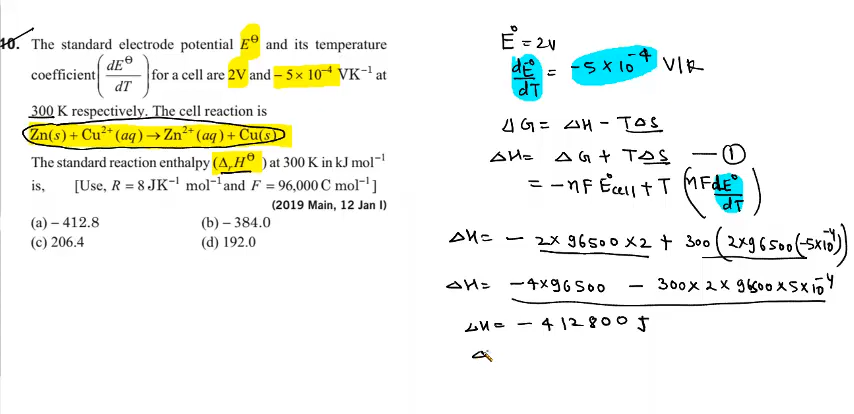 10. The standard electrode potential E⊖ and its temperature
coefficient (dE⊖/dT) for a cell are 2V and − 5 × 10⁻⁴ VK⁻¹ at
300 K respectively. The cell reaction is
Zn(s) + Cu²⁺(aq) → Zn²⁺(aq) + Cu(s)
The standard reaction enthalpy (ΔᵣH⊖) at 300 K in kJ mol⁻¹
is, [Use, R = 8 JK⁻¹ mol⁻¹ and F = 96,000 C mol⁻¹]
(2019 Main, 12 Jan I)
(a) − 412.8 (b) − 384.0
(c) 206.4 (d) 192.0
E° = 2V
dE°/dT = −5 × 10⁻⁴ V/K
ΔG = ΔH − TΔS
ΔH = ΔG + TΔS — ①
= −nFE°cell + T (nFdE°/dT)
ΔH = − 2×96500×2 + 300 (2×96500(−5×10⁻⁴))
ΔH = −4×96500 − 300×2×9600×5×10⁻⁴
ΔH = − 412800 J
Δ